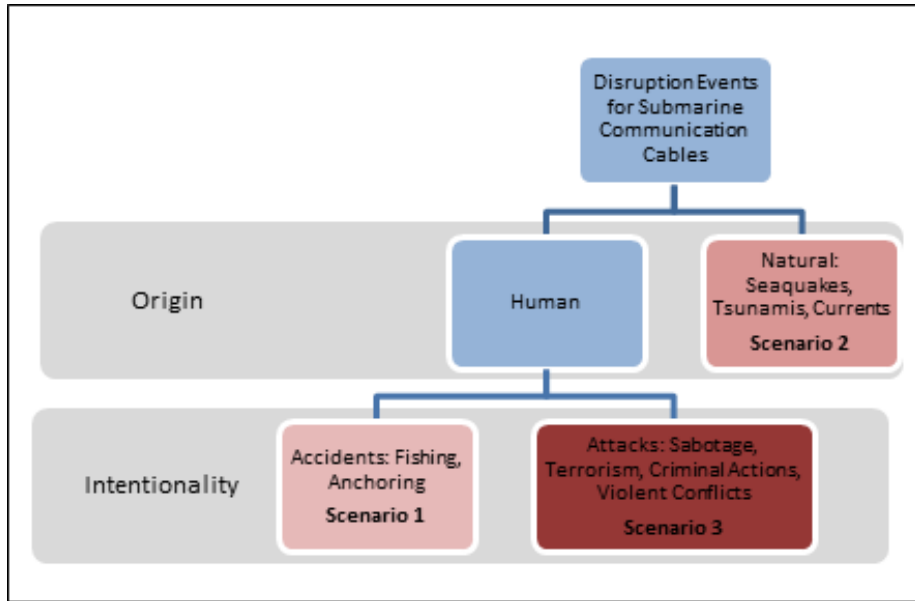 Disruption Events
for Submarine
Communication
Cables
Origin
Human
Natural:
Seaquakes,
Tsunamis, Currents
Scenario 2
Intentionality
Accidents: Fishing,
Anchoring
Scenario 1
Attacks: Sabotage,
Terrorism, Criminal Actions,
Violent Conflicts
Scenario 3